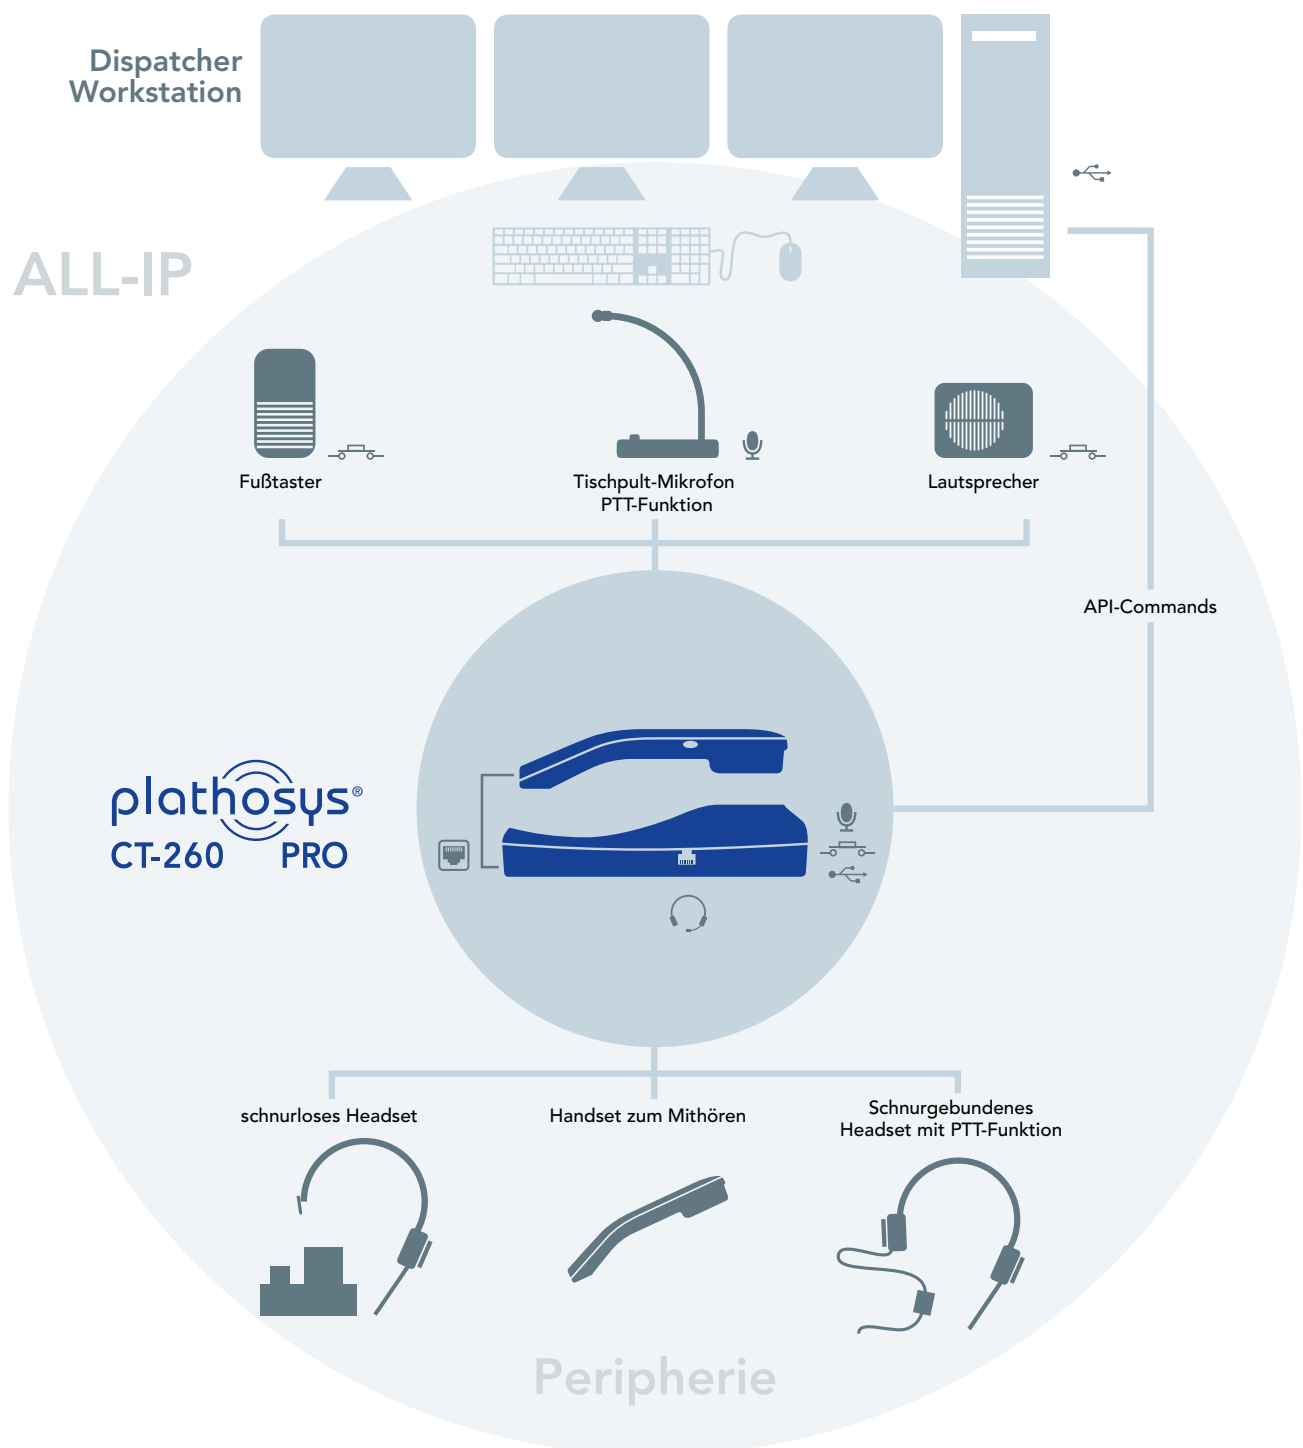 Dispatcher
Workstation
ALL-IP
Fußtaster
Tischpult-Mikrofon
PTT-Funktion
Lautsprecher
API-Commands
plathosys®
CT-260 PRO
schnurloses Headset
Handset zum Mithören
Schnurgebundenes
Headset mit PTT-Funktion
Peripherie